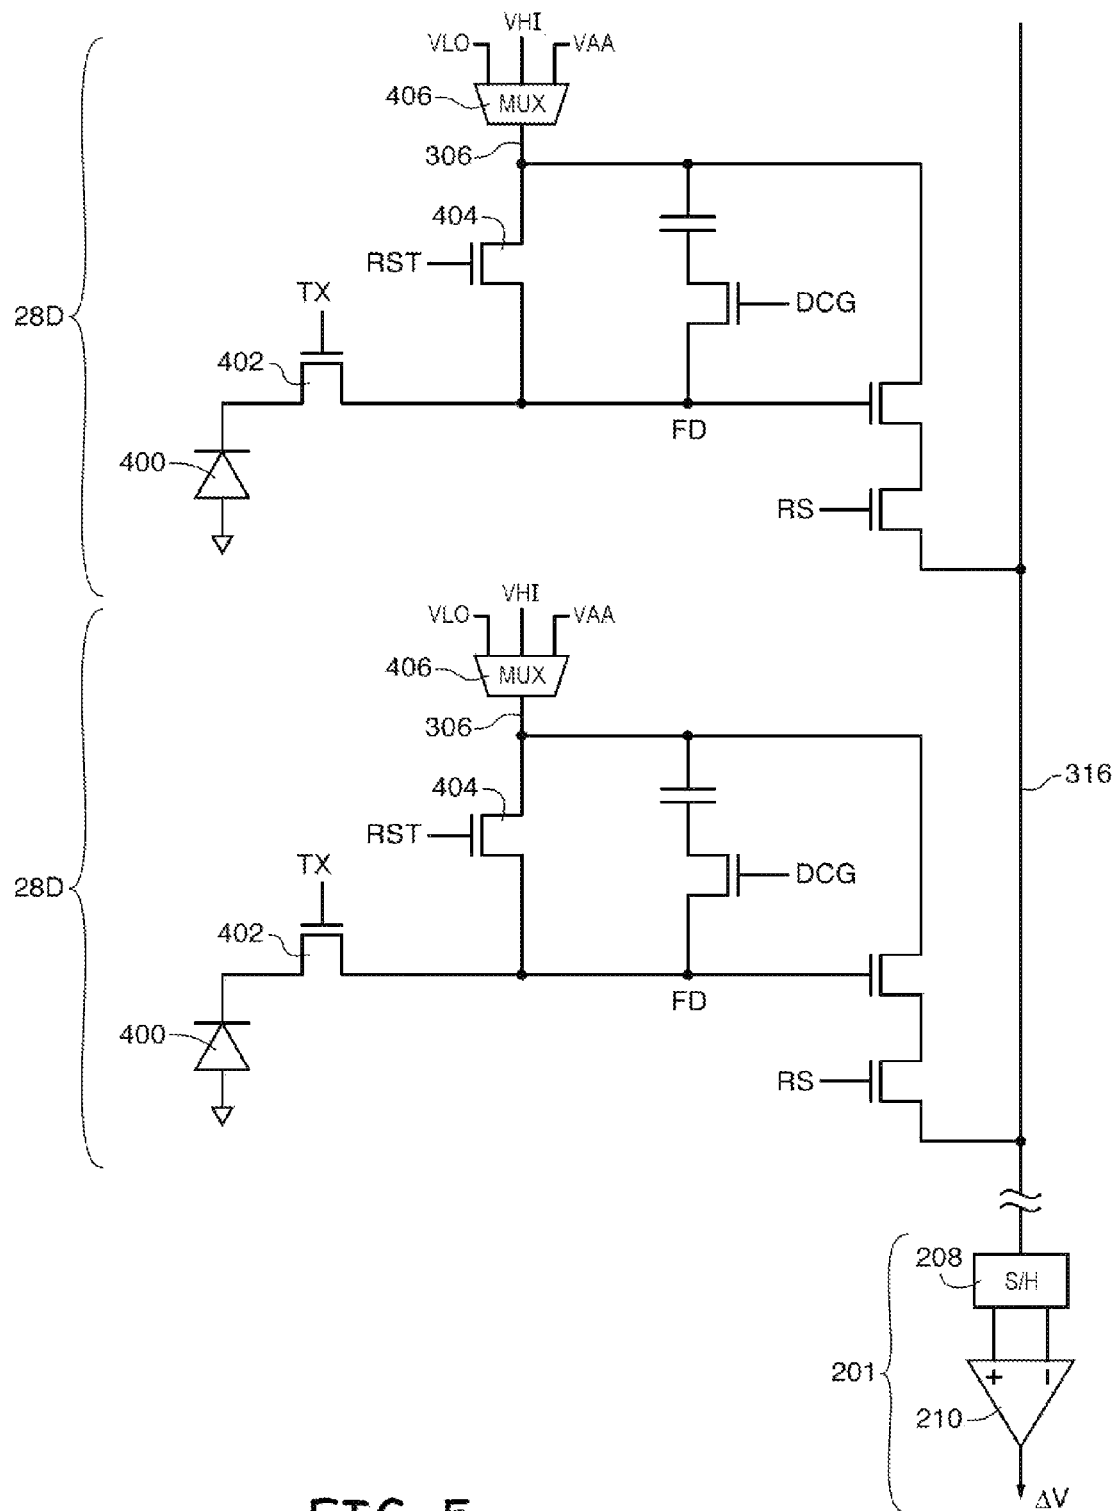 VHI
VLO VAA
406 MUX
306
404
RST
TX
DCG
28D
402
FD
400
RS
VHI
VLO VAA
406 MUX
306
316
404
RST
TX
DCG
28D
402
FD
400
RS
208
S/H
201
+ −
210
ΔV
FIG. 5